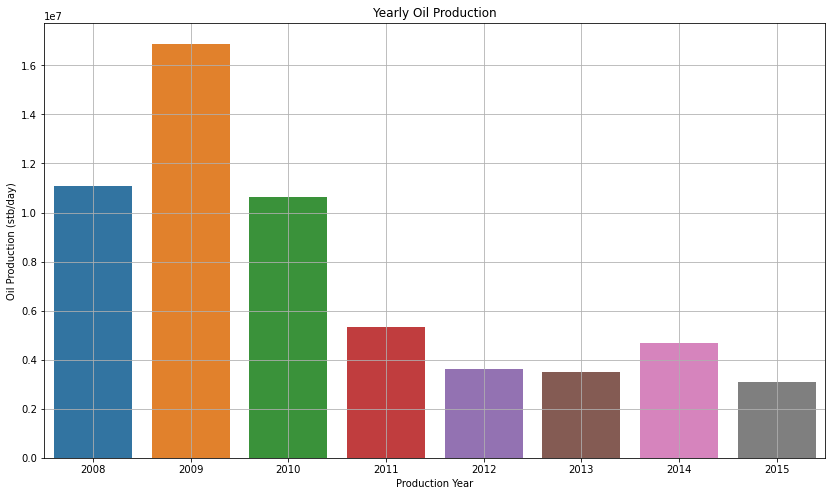 Yearly Oil Production
1e7
1.6
1.4
1.2
1.0
0.8
0.6
0.4
0.2
0.0
Oil Production (stb/day)
2008 2009 2010 2011 2012 2013 2014 2015
Production Year